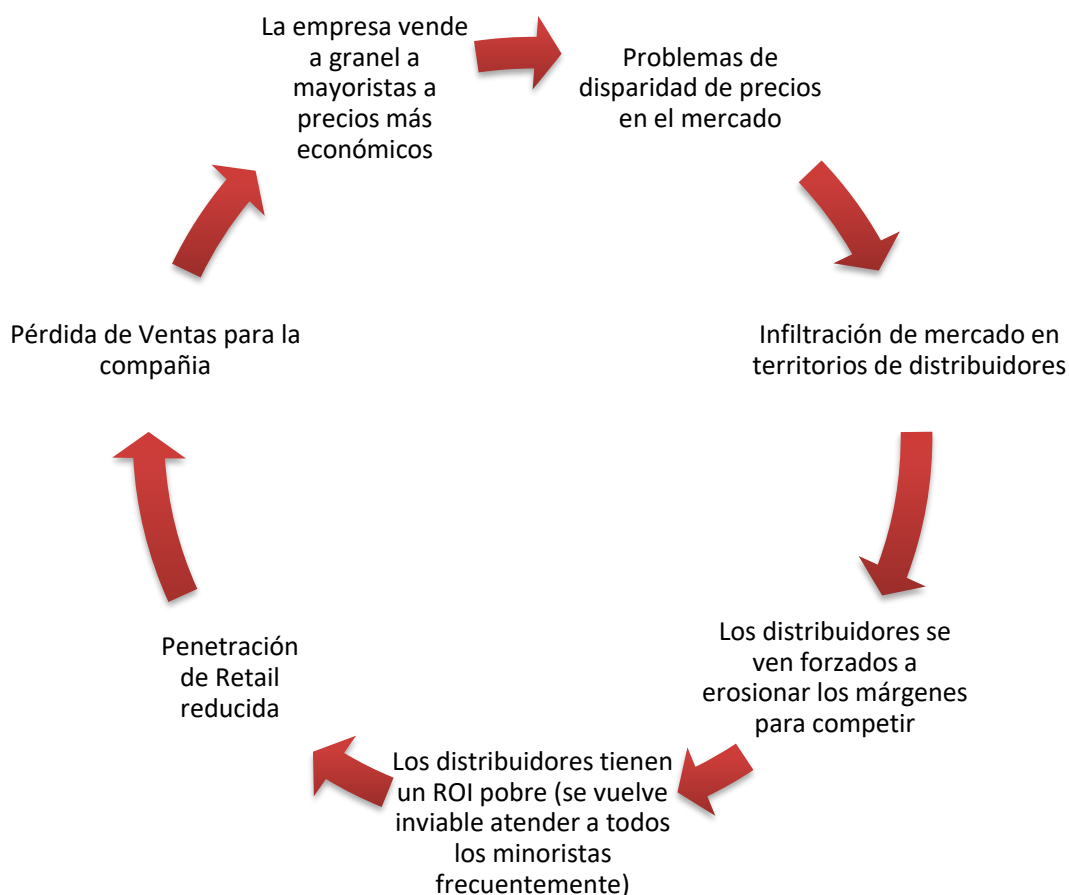 La empresa vende
a granel a
mayoristas a
precios más
económicos
Problemas de
disparidad de precios
en el mercado
Infiltración de mercado en
territorios de distribuidores
Los distribuidores se
ven forzados a
erosionar los márgenes
para competir
Los distribuidores tienen
un ROI pobre (se vuelve
inviable atender a todos
los minoristas
frecuentemente)
Penetración
de Retail
reducida
Pérdida de Ventas para la
compañia